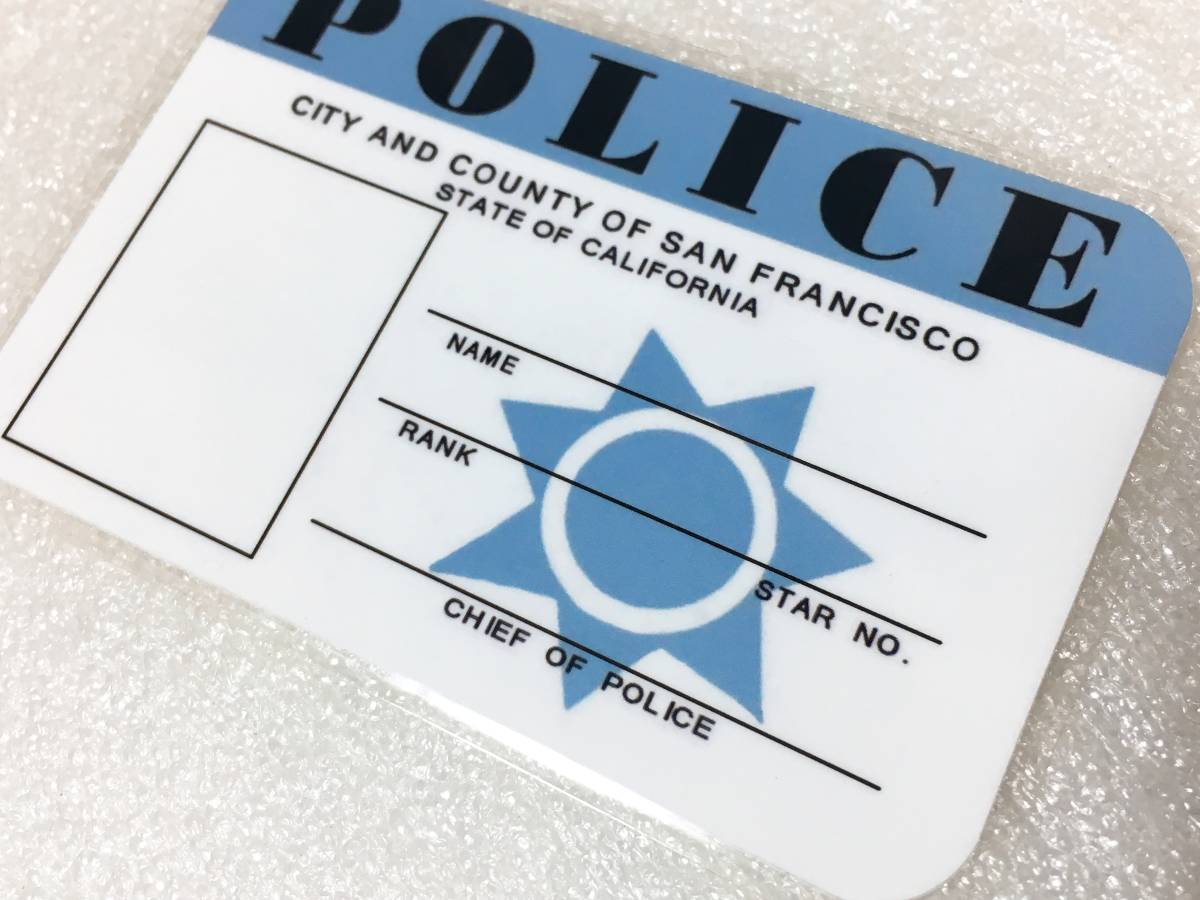 POLICE
CITY AND COUNTY OF SAN FRANCISCO
STATE OF CALIFORNIA
NAME
RANK
STAR NO.
CHIEF OF POLICE